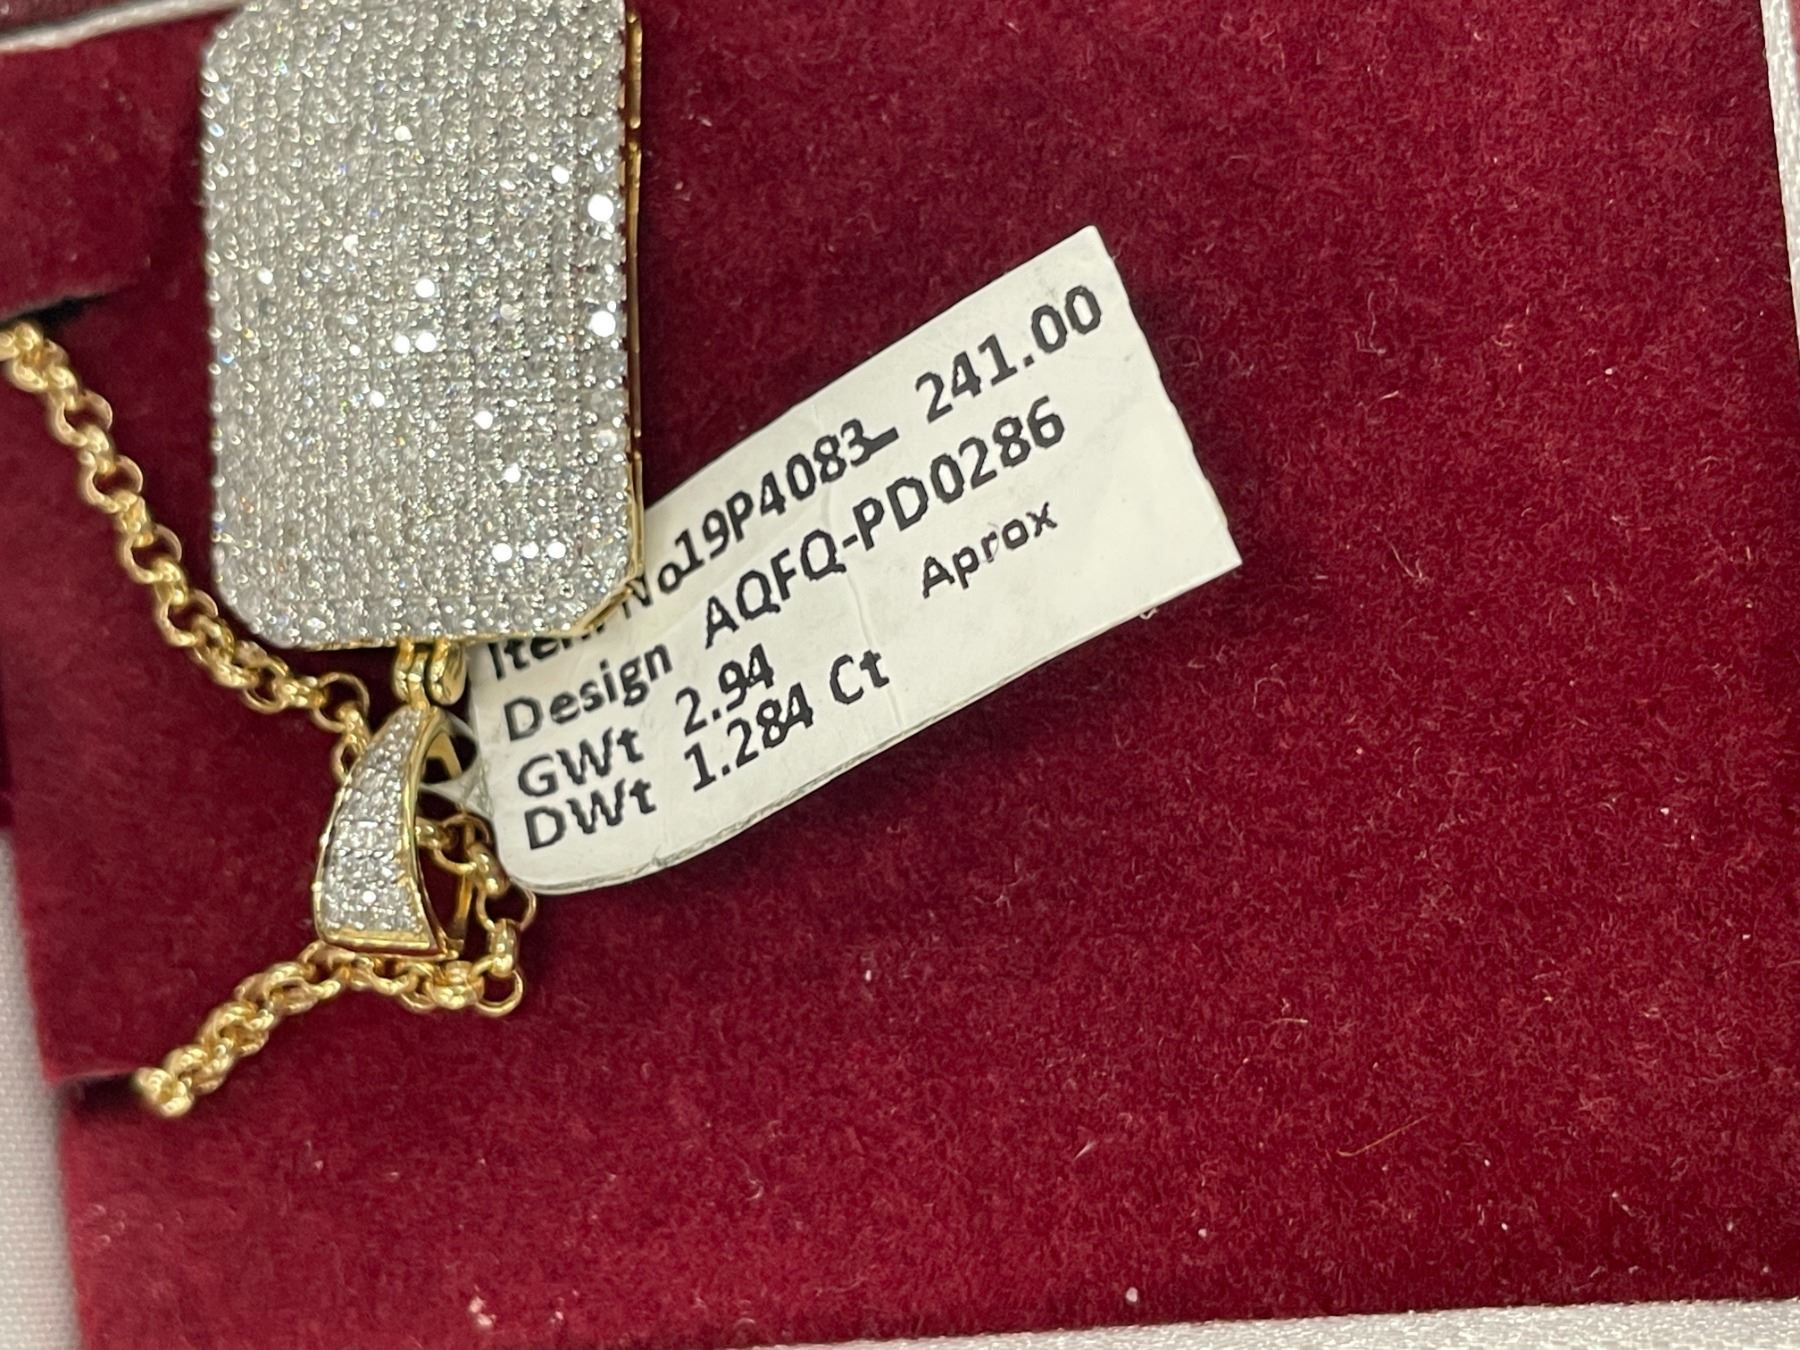 Item No19P4083 241.00
Design AQFQ-PD0286
GWt 2.94 Aprox
DWt 1.284 Ct